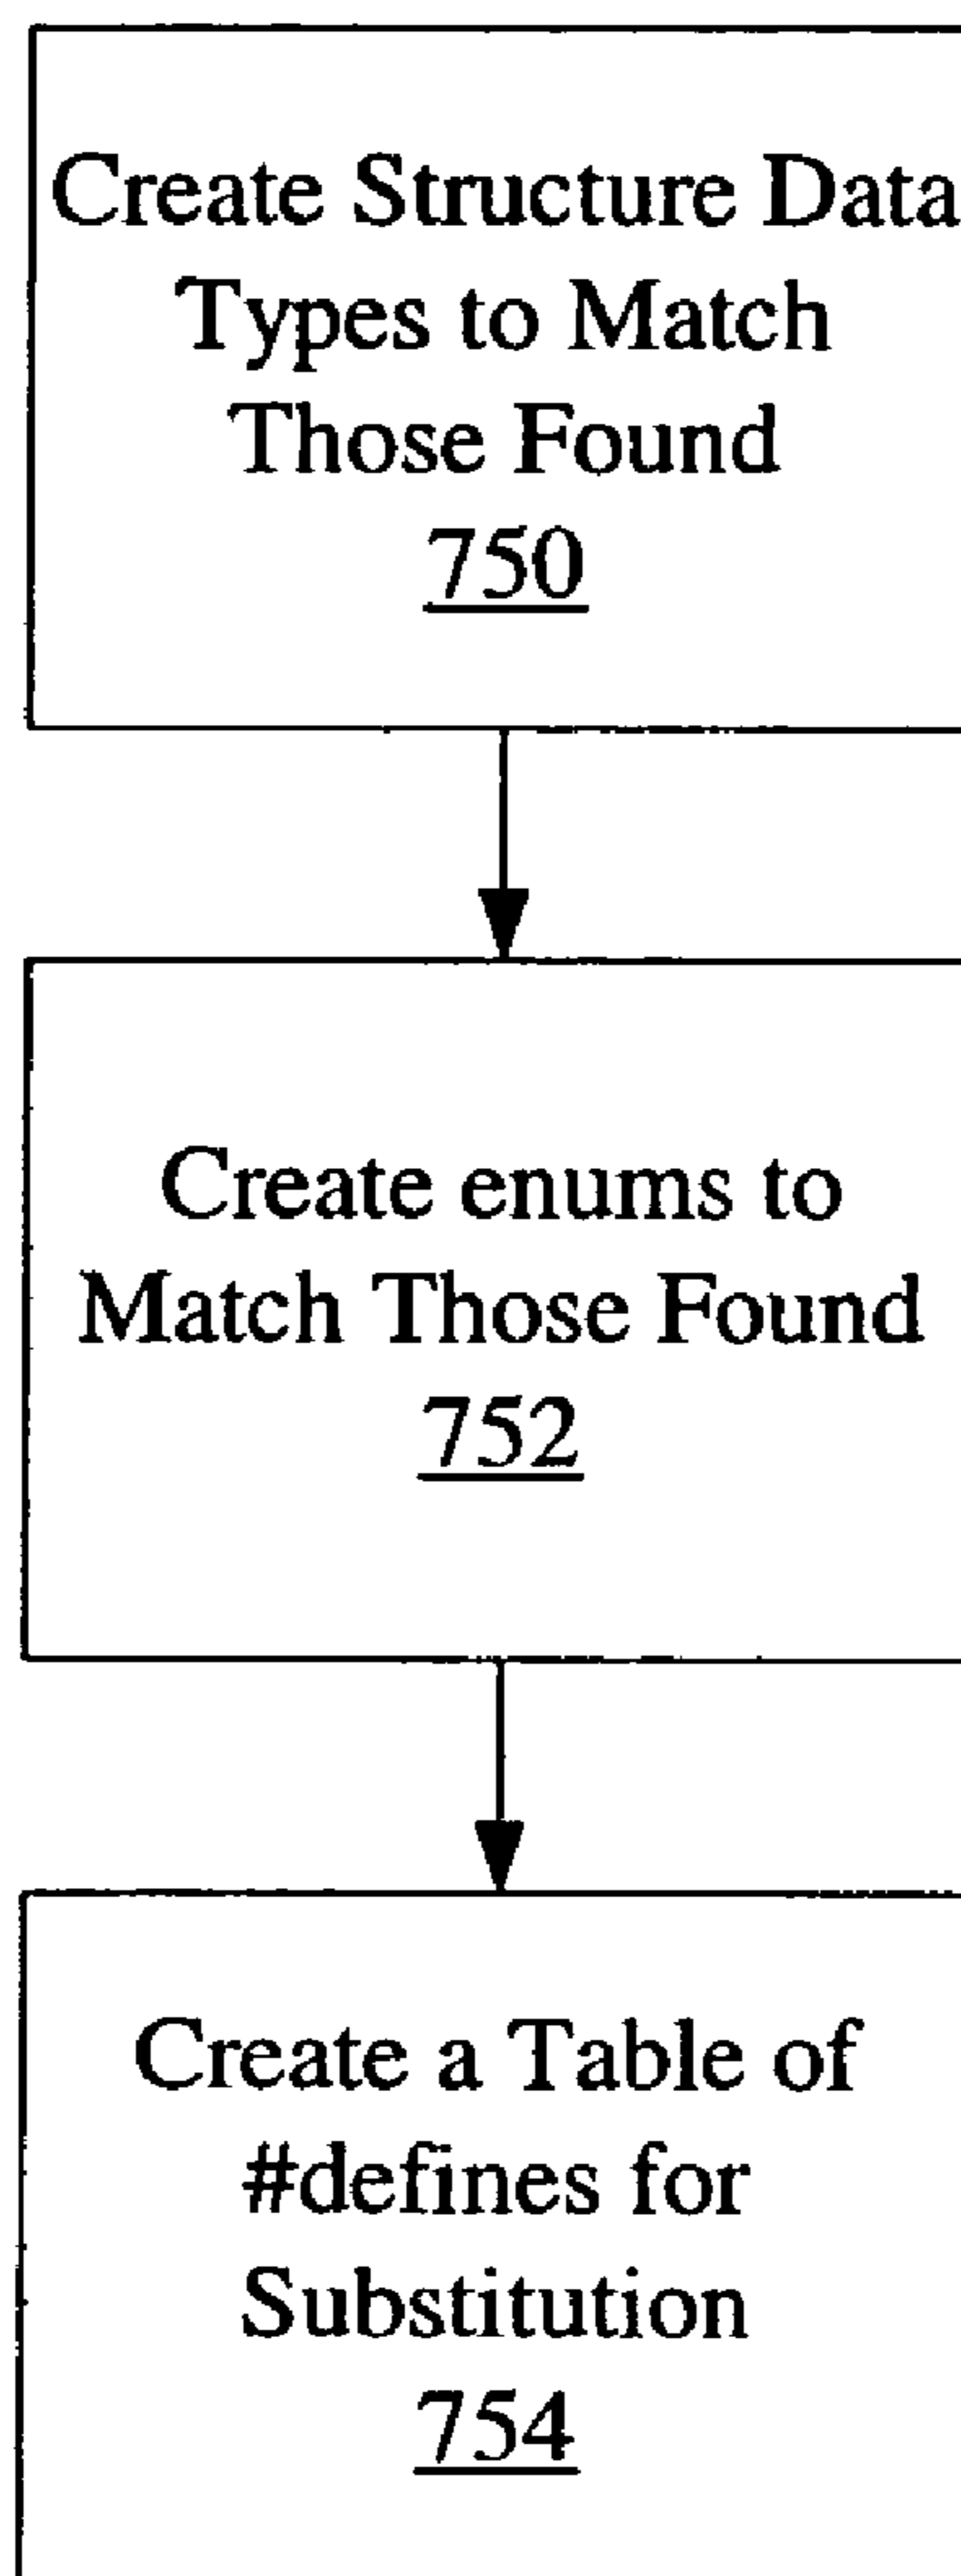 Create Structure Data
Types to Match
Those Found
750
Create enums to
Match Those Found
752
Create a Table of
#defines for
Substitution
754